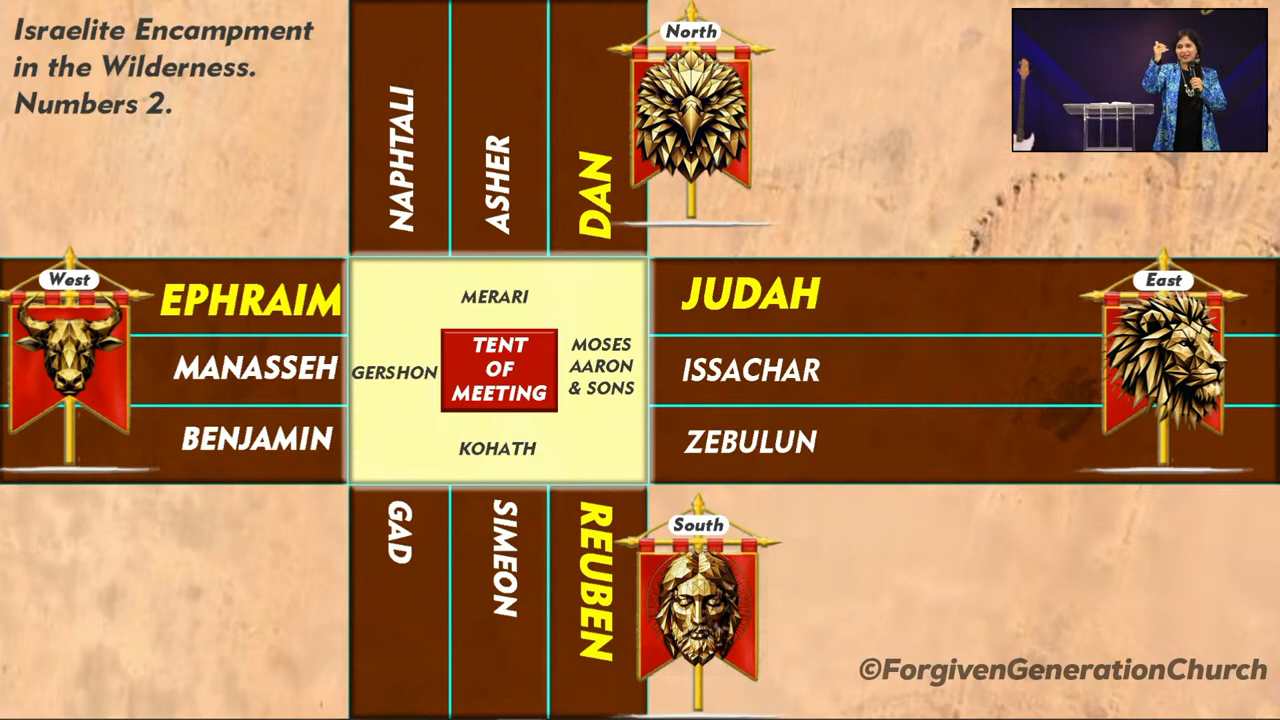 Israelite Encampment
in the Wilderness.
Numbers 2.
North
NAPHTALI
ASHER
DAN
West
EPHRAIM
MANASSEH
BENJAMIN
MERARI
GERSHON
TENT
OF
MEETING
MOSES
AARON
& SONS
KOHATH
East
JUDAH
ISSACHAR
ZEBULUN
South
GAD
SIMEON
REUBEN
©ForgivenGenerationChurch